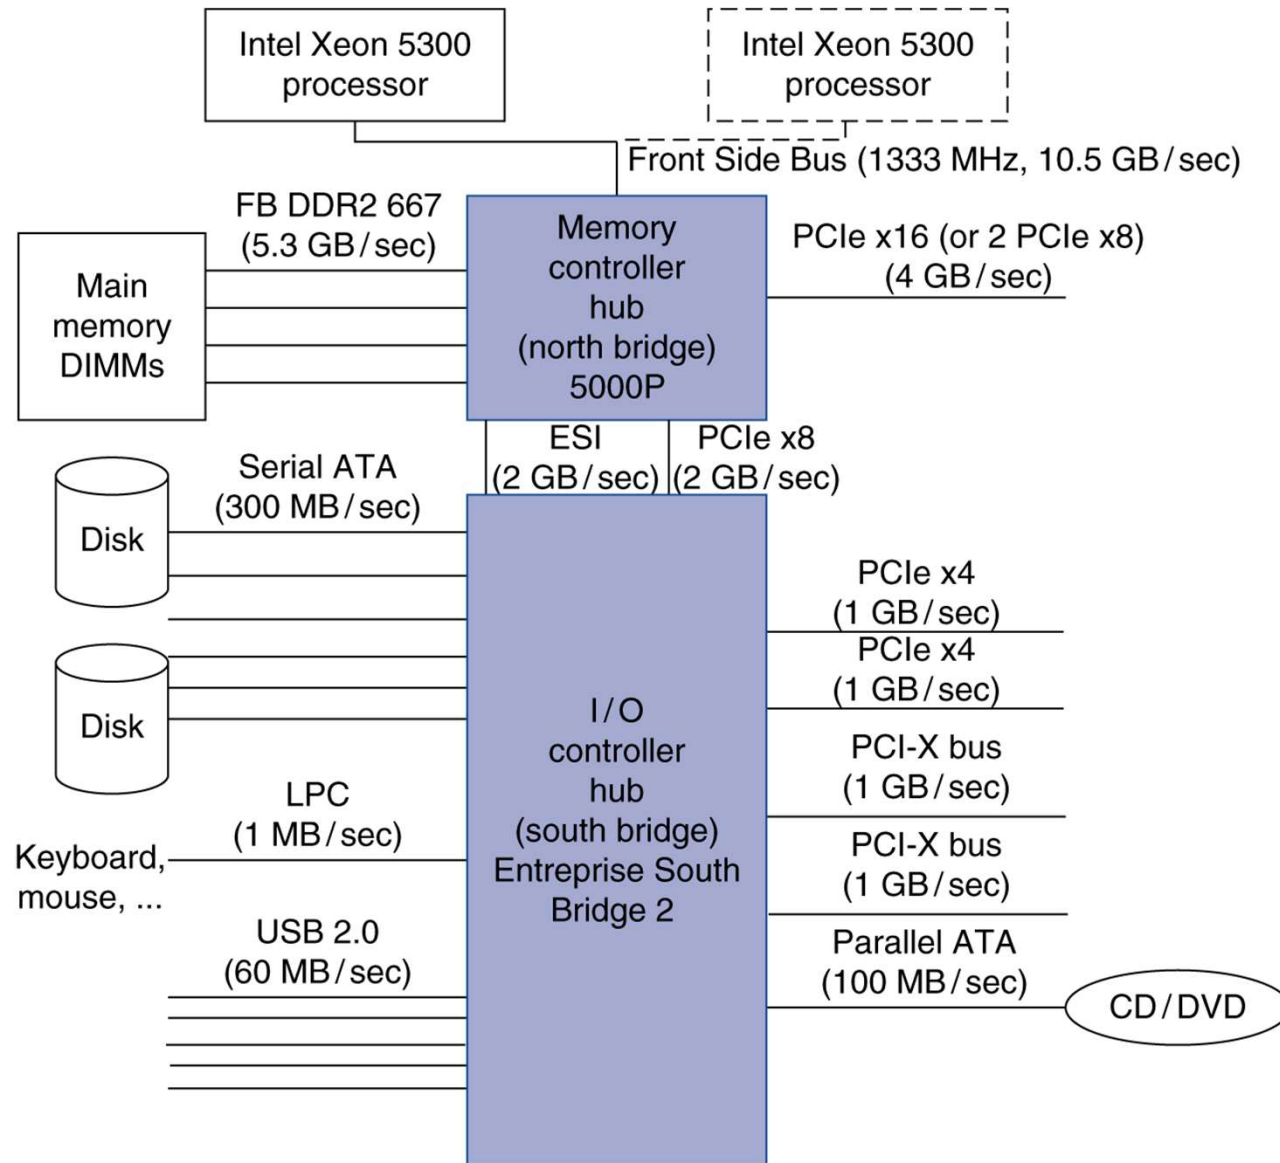 Intel Xeon 5300
processor
Intel Xeon 5300
processor
Front Side Bus (1333 MHz, 10.5 GB/sec)
FB DDR2 667
(5.3 GB/sec)
Main
memory
DIMMs
Memory
controller
hub
(north bridge)
5000P
PCIe x16 (or 2 PCIe x8)
(4 GB/sec)
ESI
(2 GB/sec)
PCIe x8
(2 GB/sec)
Serial ATA
(300 MB/sec)
Disk
Disk
LPC
(1 MB/sec)
Keyboard,
mouse, ...
USB 2.0
(60 MB/sec)
I/O
controller
hub
(south bridge)
Entreprise South
Bridge 2
PCIe x4
(1 GB/sec)
PCIe x4
(1 GB/sec)
PCI-X bus
(1 GB/sec)
PCI-X bus
(1 GB/sec)
Parallel ATA
(100 MB/sec)
CD/DVD